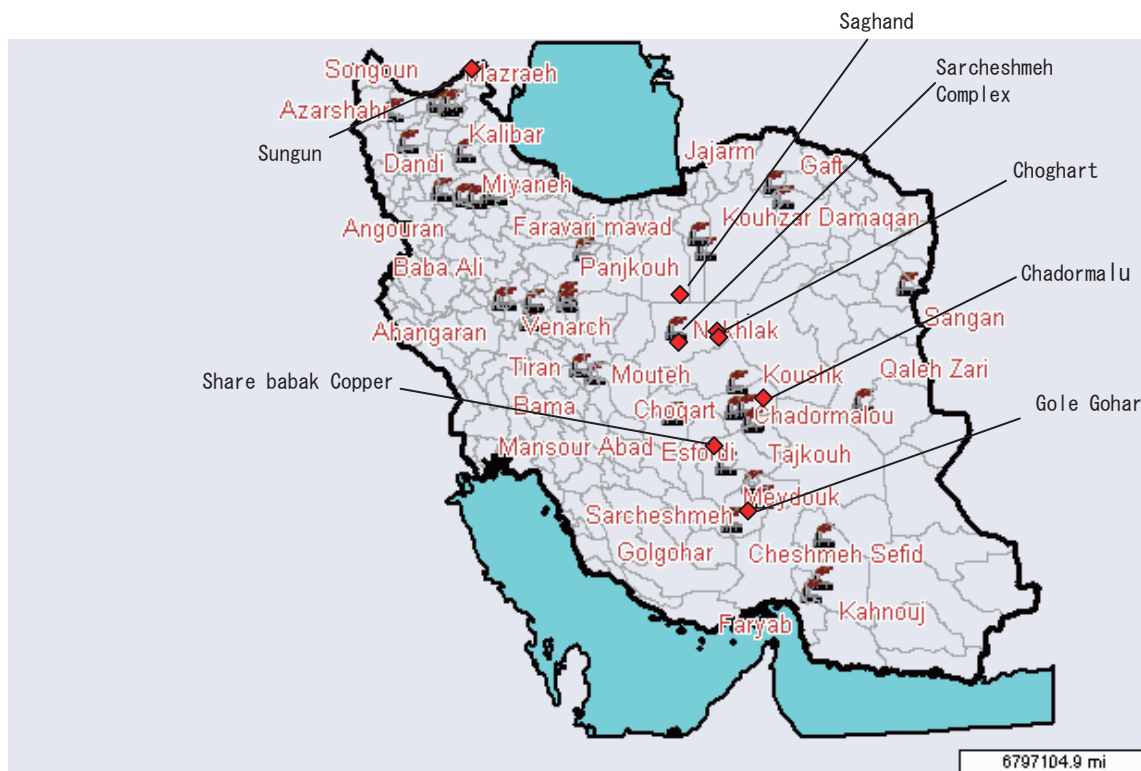 Saghand
Sarcheshmeh
Complex
Songoun
Mazraeh
Azarshahr
Sungun
Kalibar
Jajarm
Gaft
Choghart
Dandi
Miyaneh
Angouran
Faravari mavad
Kouhzar Damaqan
Baba Ali
Panjkouh
Chadormalu
Ahangaran
Venarch
Nakhlak
Sangan
Share babak Copper
Tiran
Mouteh
Koushk
Qaleh Zari
Bama
Choqart
Chadormalou
Gole Gohar
Mansour Abad
Esfordi
Tajkouh
Meydouk
Sarcheshmeh
Golgohar
Cheshmeh Sefid
Kahnouj
Faryab
6797104.9 mi